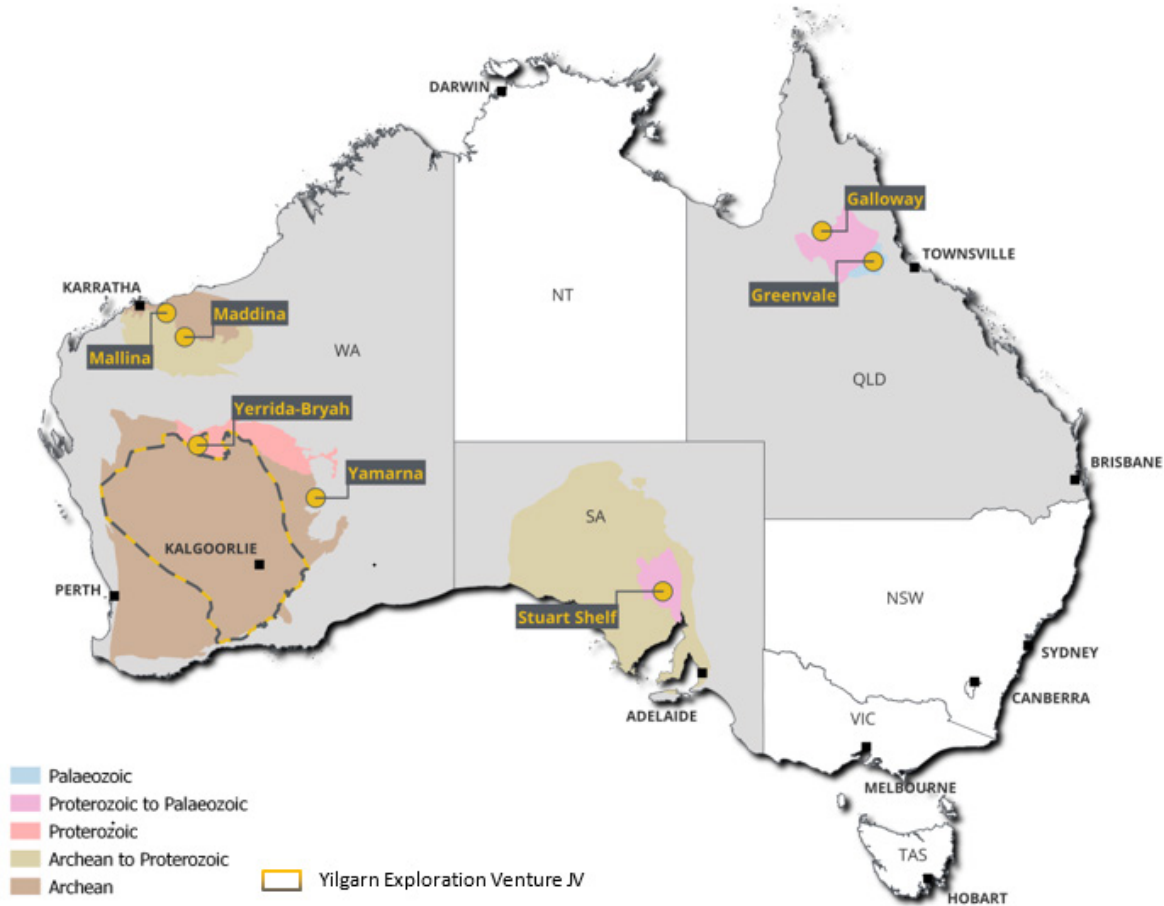 DARWIN
Galloway
TOWNSVILLE
KARRATHA
NT
Greenvale
Maddina
WA
Mallina
QLD
Yerrida-Bryah
BRISBANE
Yamarna
SA
KALGOORLIE
PERTH
NSW
Stuart Shelf
SYDNEY
CANBERRA
ADELAIDE
VIC
MELBOURNE
TAS
HOBART
Palaeozoic
Proterozoic to Palaeozoic
Proterozoic
Archean to Proterozoic
Archean
Yilgarn Exploration Venture JV